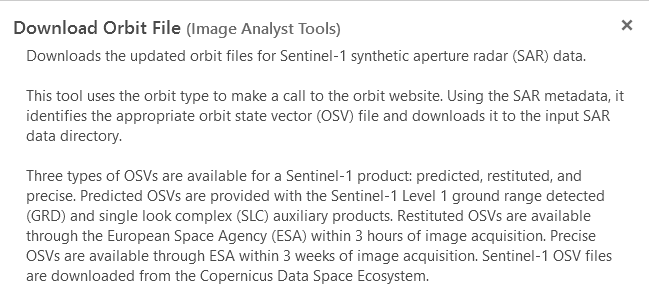 Download Orbit File (Image Analyst Tools)
Downloads the updated orbit files for Sentinel-1 synthetic aperture radar (SAR) data.
This tool uses the orbit type to make a call to the orbit website. Using the SAR metadata, it
identifies the appropriate orbit state vector (OSV) file and downloads it to the input SAR
data directory.
Three types of OSVs are available for a Sentinel-1 product: predicted, restituted, and
precise. Predicted OSVs are provided with the Sentinel-1 Level 1 ground range detected
(GRD) and single look complex (SLC) auxiliary products. Restituted OSVs are available
through the European Space Agency (ESA) within 3 hours of image acquisition. Precise
OSVs are available through ESA within 3 weeks of image acquisition. Sentinel-1 OSV files
are downloaded from the Copernicus Data Space Ecosystem.